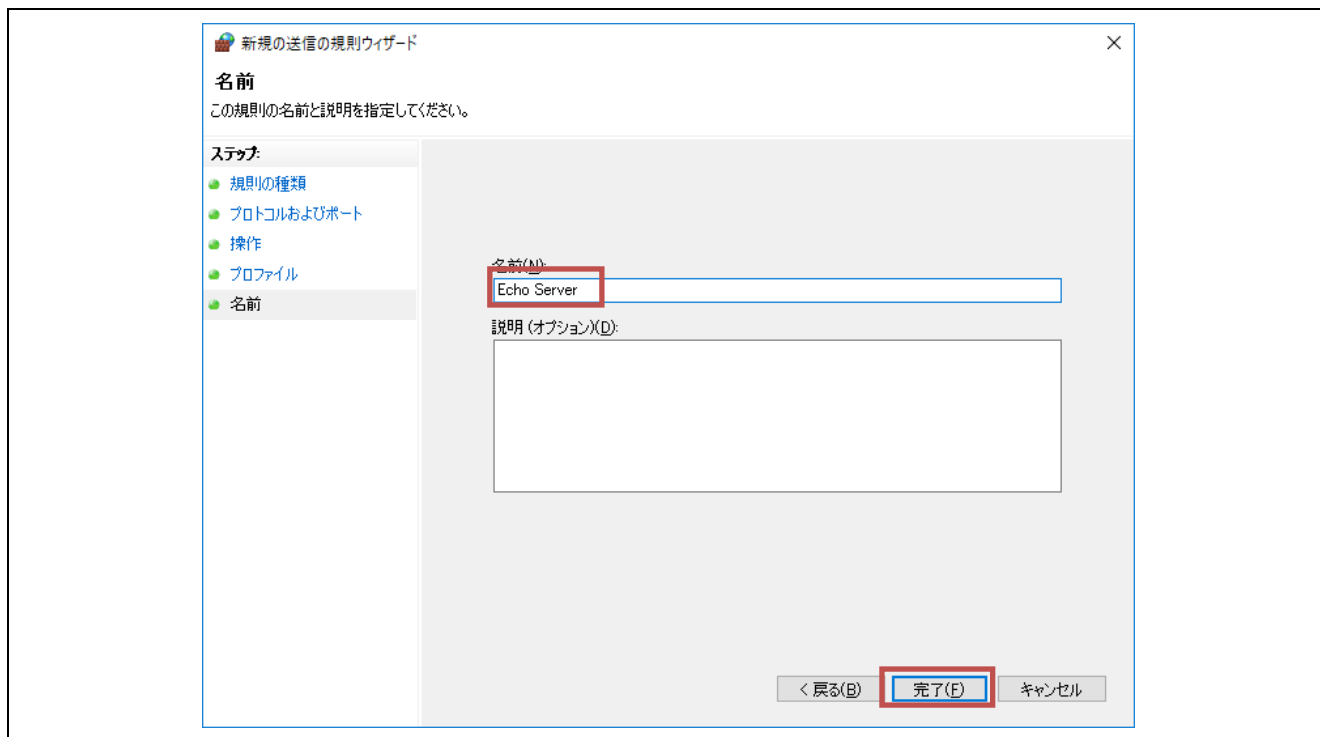 新規の送信の規則ウィザード
名前
この規則の名前と説明を指定してください。
ステップ:
規則の種類
プロトコルおよびポート
操作
プロファイル
名前
名前(N):
Echo Server
説明 (オプション)(D):
< 戻る(B)
完了(F)
キャンセル